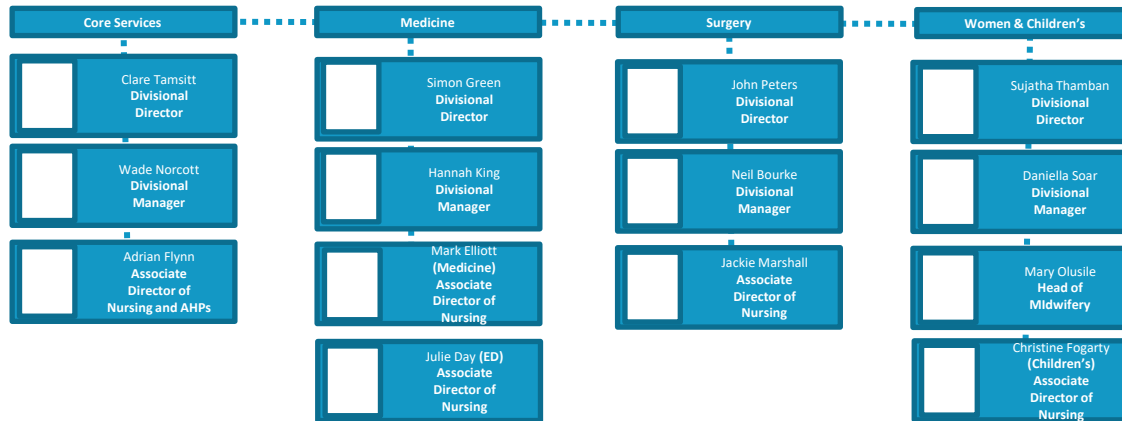 Core Services
Medicine
Surgery
Women & Children's
Clare Tamsitt
Divisional
Director
Simon Green
Divisional
Director
John Peters
Divisional
Director
Sujatha Thamban
Divisional
Director
Wade Norcott
Divisional
Manager
Hannah King
Divisional
Manager
Neil Bourke
Divisional
Manager
Daniella Soar
Divisional
Manager
Adrian Flynn
Associate
Director of
Nursing and AHPs
Mark Elliott
(Medicine)
Associate
Director of
Nursing
Jackie Marshall
Associate
Director of
Nursing
Mary Olusile
Head of
MIdwifery
Julie Day (ED)
Associate
Director of
Nursing
Christine Fogarty
(Children's)
Associate
Director of
Nursing